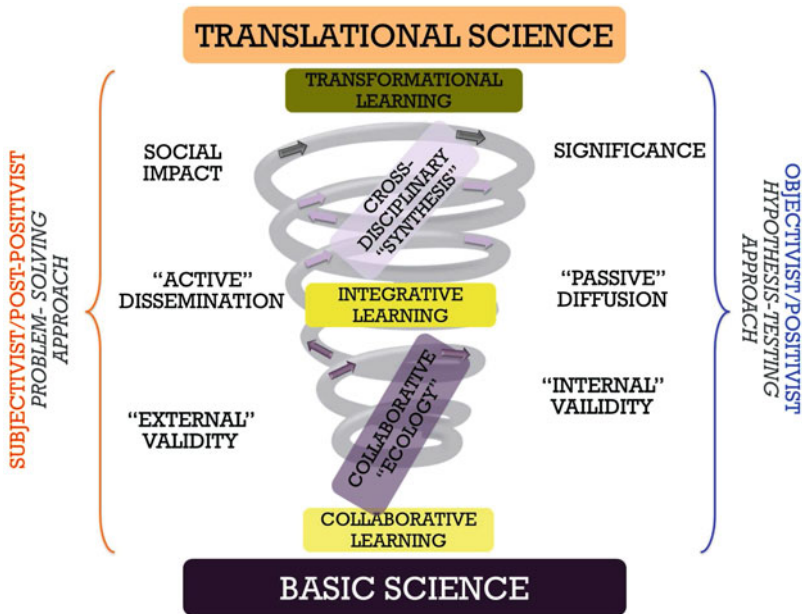 TRANSLATIONAL SCIENCE
TRANSFORMATIONAL
LEARNING
SUBJECTIVIST/POST-POSITIVIST
PROBLEM- SOLVING
APPROACH
SOCIAL
IMPACT
CROSS-
DISCIPLINARY
“SYNTHESIS”
SIGNIFICANCE
OBJECTIVIST/POSITIVIST
HYPOTHESIS-TESTING
APPROACH
“ACTIVE”
DISSEMINATION
INTEGRATIVE
LEARNING
“PASSIVE”
DIFFUSION
“EXTERNAL”
VALIDITY
COLLABORATIVE
“ECOLOGY”
“INTERNAL”
VAILIDITY
COLLABORATIVE
LEARNING
BASIC SCIENCE